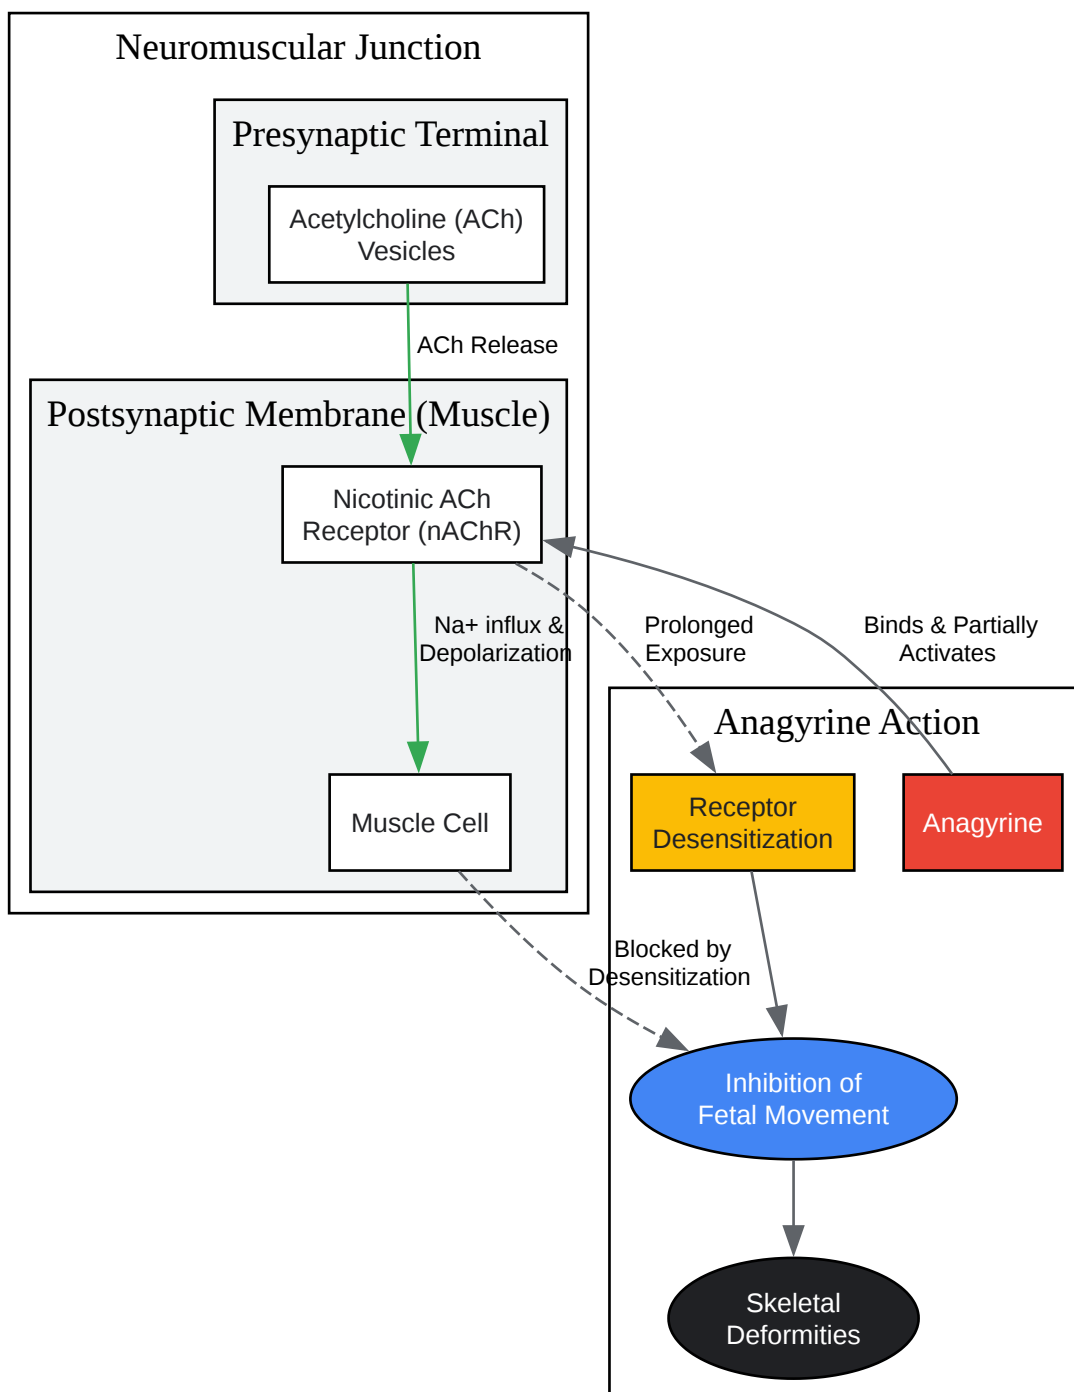 Neuromuscular Junction
Presynaptic Terminal
Acetylcholine (ACh)
Vesicles
ACh Release
Postsynaptic Membrane (Muscle)
Nicotinic ACh
Receptor (nAChR)
Na+ influx &
Depolarization
Prolonged
Exposure
Binds & Partially
Activates
Anagyrine Action
Muscle Cell
Receptor
Desensitization
Anagyrine
Blocked by
Desensitization
Inhibition of
Fetal Movement
Skeletal
Deformities